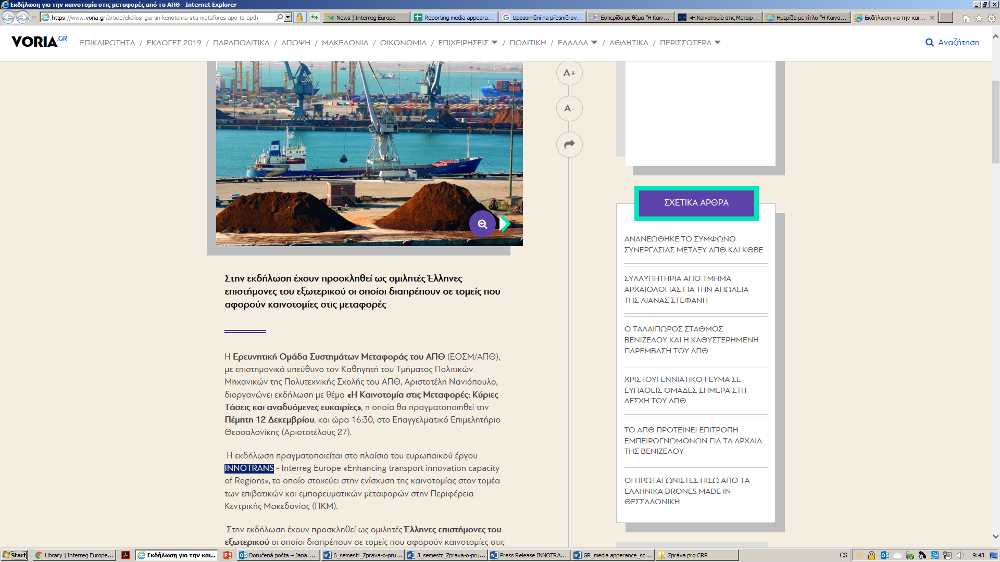 Εκδήλωση για την καινοτομία στις μεταφορές από το ΑΠΘ - Internet Explorer
https://www.voria.gr/article/ekdilosi-gia-tin-kenotomia-stis-metafores-apo-to-apth
News | Interreg Europe
Reporting media appeara...
Upozornění na přesměrov...
Εσπερίδα με θέμα "Η Καιν...
«Η Καινοτομία στις Μεταφ...
Ημερίδα με τίτλο "Η Καινο...
Εκδήλωση για την και...
VORIA.GR
ΕΠΙΚΑΙΡΟΤΗΤΑ / ΕΚΛΟΓΕΣ 2019 / ΠΑΡΑΠΟΛΙΤΙΚΑ / ΑΠΟΨΗ / ΜΑΚΕΔΟΝΙΑ / ΟΙΚΟΝΟΜΙΑ / ΕΠΙΧΕΙΡΗΣΕΙΣ / ΠΟΛΙΤΙΚΗ / ΕΛΛΑΔΑ / ΑΘΛΗΤΙΚΑ / ΠΕΡΙΣΣΟΤΕΡΑ
Αναζήτηση
A+
A-
Στην εκδήλωση έχουν προσκληθεί ως ομιλητές Έλληνες
επιστήμονες του εξωτερικού οι οποίοι διαπρέπουν σε τομείς που
αφορούν καινοτομίες στις μεταφορές
Η Ερευνητική Ομάδα Συστημάτων Μεταφοράς του ΑΠΘ (ΕΟΣΜ/ΑΠΘ),
με επιστημονικά υπεύθυνο τον Καθηγητή του Τμήματος Πολιτικών
Μηχανικών της Πολυτεχνικής Σχολής του ΑΠΘ, Αριστοτέλη Νανιόπουλο,
διοργανώνει εκδήλωση με θέμα «Η Καινοτομία στις Μεταφορές: Κύριες
Τάσεις και αναδυόμενες ευκαιρίες», η οποία θα πραγματοποιηθεί την
Πέμπτη 12 Δεκεμβρίου, και ώρα 16:30, στο Επαγγελματικό Επιμελητήριο
Θεσσαλονίκης (Αριστοτέλους 27).
Η εκδήλωση πραγματοποιείται στο πλαίσιο του ευρωπαϊκού έργου
INNOTRANS - Interreg Europe «Enhancing transport innovation capacity
of Regions», το οποίο στοχεύει στην ενίσχυση της καινοτομίας στον τομέα
των επιβατικών και εμπορευματικών μεταφορών στην Περιφέρεια
Κεντρικής Μακεδονίας (ΠΚΜ).
Στην εκδήλωση έχουν προσκληθεί ως ομιλητές Έλληνες επιστήμονες του
εξωτερικού οι οποίοι διαπρέπουν σε τομείς που αφορούν καινοτομίες στις
ΣΧΕΤΙΚΑ ΑΡΘΡΑ
ΑΝΑΝΕΩΘΗΚΕ ΤΟ ΣΥΜΦΩΝΟ
ΣΥΝΕΡΓΑΣΙΑΣ ΜΕΤΑΞΥ ΑΠΘ ΚΑΙ ΚΘΒΕ
ΣΥΛΛΥΠΗΤΗΡΙΑ ΑΠΟ ΤΜΗΜΑ
ΑΡΧΑΙΟΛΟΓΙΑΣ ΓΙΑ ΤΗΝ ΑΠΩΛΕΙΑ
ΤΗΣ ΛΙΑΝΑΣ ΣΤΕΦΑΝΗ
Ο ΤΑΛΑΙΠΩΡΟΣ ΣΤΑΘΜΟΣ
ΒΕΝΙΖΕΛΟΥ ΚΑΙ Η ΚΑΘΥΣΤΕΡΗΜΕΝΗ
ΠΑΡΕΜΒΑΣΗ ΤΟΥ ΑΠΘ
ΧΡΙΣΤΟΥΓΕΝΝΙΑΤΙΚΟ ΓΕΥΜΑ ΣΕ
ΕΥΠΑΘΕΙΣ ΟΜΑΔΕΣ ΣΗΜΕΡΑ ΣΤΗ
ΛΕΣΧΗ ΤΟΥ ΑΠΘ
ΤΟ ΑΠΘ ΠΡΟΤΕΙΝΕΙ ΕΠΙΤΡΟΠΗ
ΕΜΠΕΙΡΟΓΝΩΜΟΝΩΝ ΓΙΑ ΤΑ ΑΡΧΑΙΑ
ΤΗΣ ΒΕΝΙΖΕΛΟΥ
ΟΙ ΠΡΩΤΑΓΩΝΙΣΤΕΣ ΠΙΣΩ ΑΠΟ ΤΑ
ΕΛΛΗΝΙΚΑ DRONES MADE IN
ΘΕΣΣΑΛΟΝΙΚΗ
Start
Library | Interreg Europe...
Εκδήλωση για την και...
Doručená pošta – Jana....
6_semestr_Zprava-o-pru...
3_semestr_Zprava-o-pru...
Press Release INNOTRA...
GR_media apperance_sc...
Zpráva pro CRR
CS
9:43